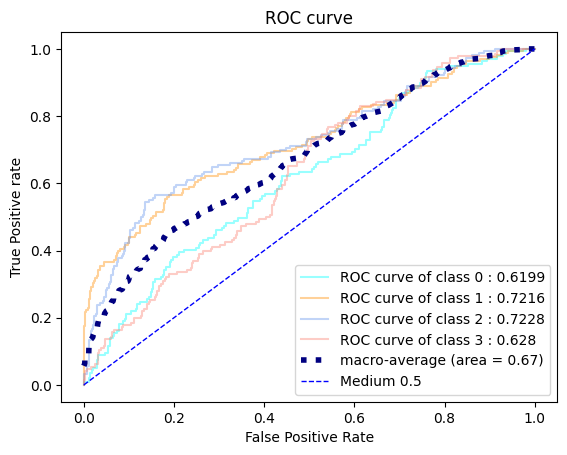 ROC curve
True Positive rate
1.0
0.8
0.6
0.4
0.2
0.0
ROC curve of class 0 : 0.6199
ROC curve of class 1 : 0.7216
ROC curve of class 2 : 0.7228
ROC curve of class 3 : 0.628
macro-average (area = 0.67)
Medium 0.5
0.0 0.2 0.4 0.6 0.8 1.0
False Positive Rate